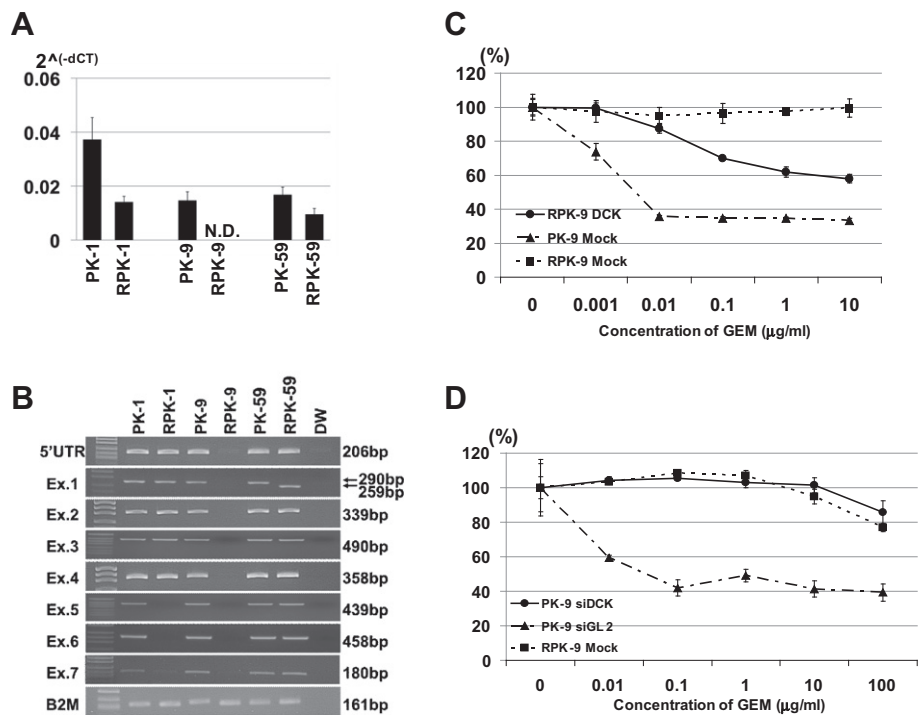 A
2^(-dCT)
0.06
0.04
0.02
0
N.D.
PK-1
RPK-1
PK-9
RPK-9
PK-59
RPK-59
B
PK-1
RPK-1
PK-9
RPK-9
PK-59
RPK-59
DW
5'UTR 206bp
Ex.1 290bp
259bp
Ex.2 339bp
Ex.3 490bp
Ex.4 358bp
Ex.5 439bp
Ex.6 458bp
Ex.7 180bp
B2M 161bp
C
(%)
120
100
80
60
40
20
0
RPK-9 DCK
PK-9 Mock
RPK-9 Mock
0 0.001 0.01 0.1 1 10
Concentration of GEM (µg/ml)
D
(%)
120
100
80
60
40
20
0
PK-9 siDCK
PK-9 siGL2
RPK-9 Mock
0 0.01 0.1 1 10 100
Concentration of GEM (µg/ml)